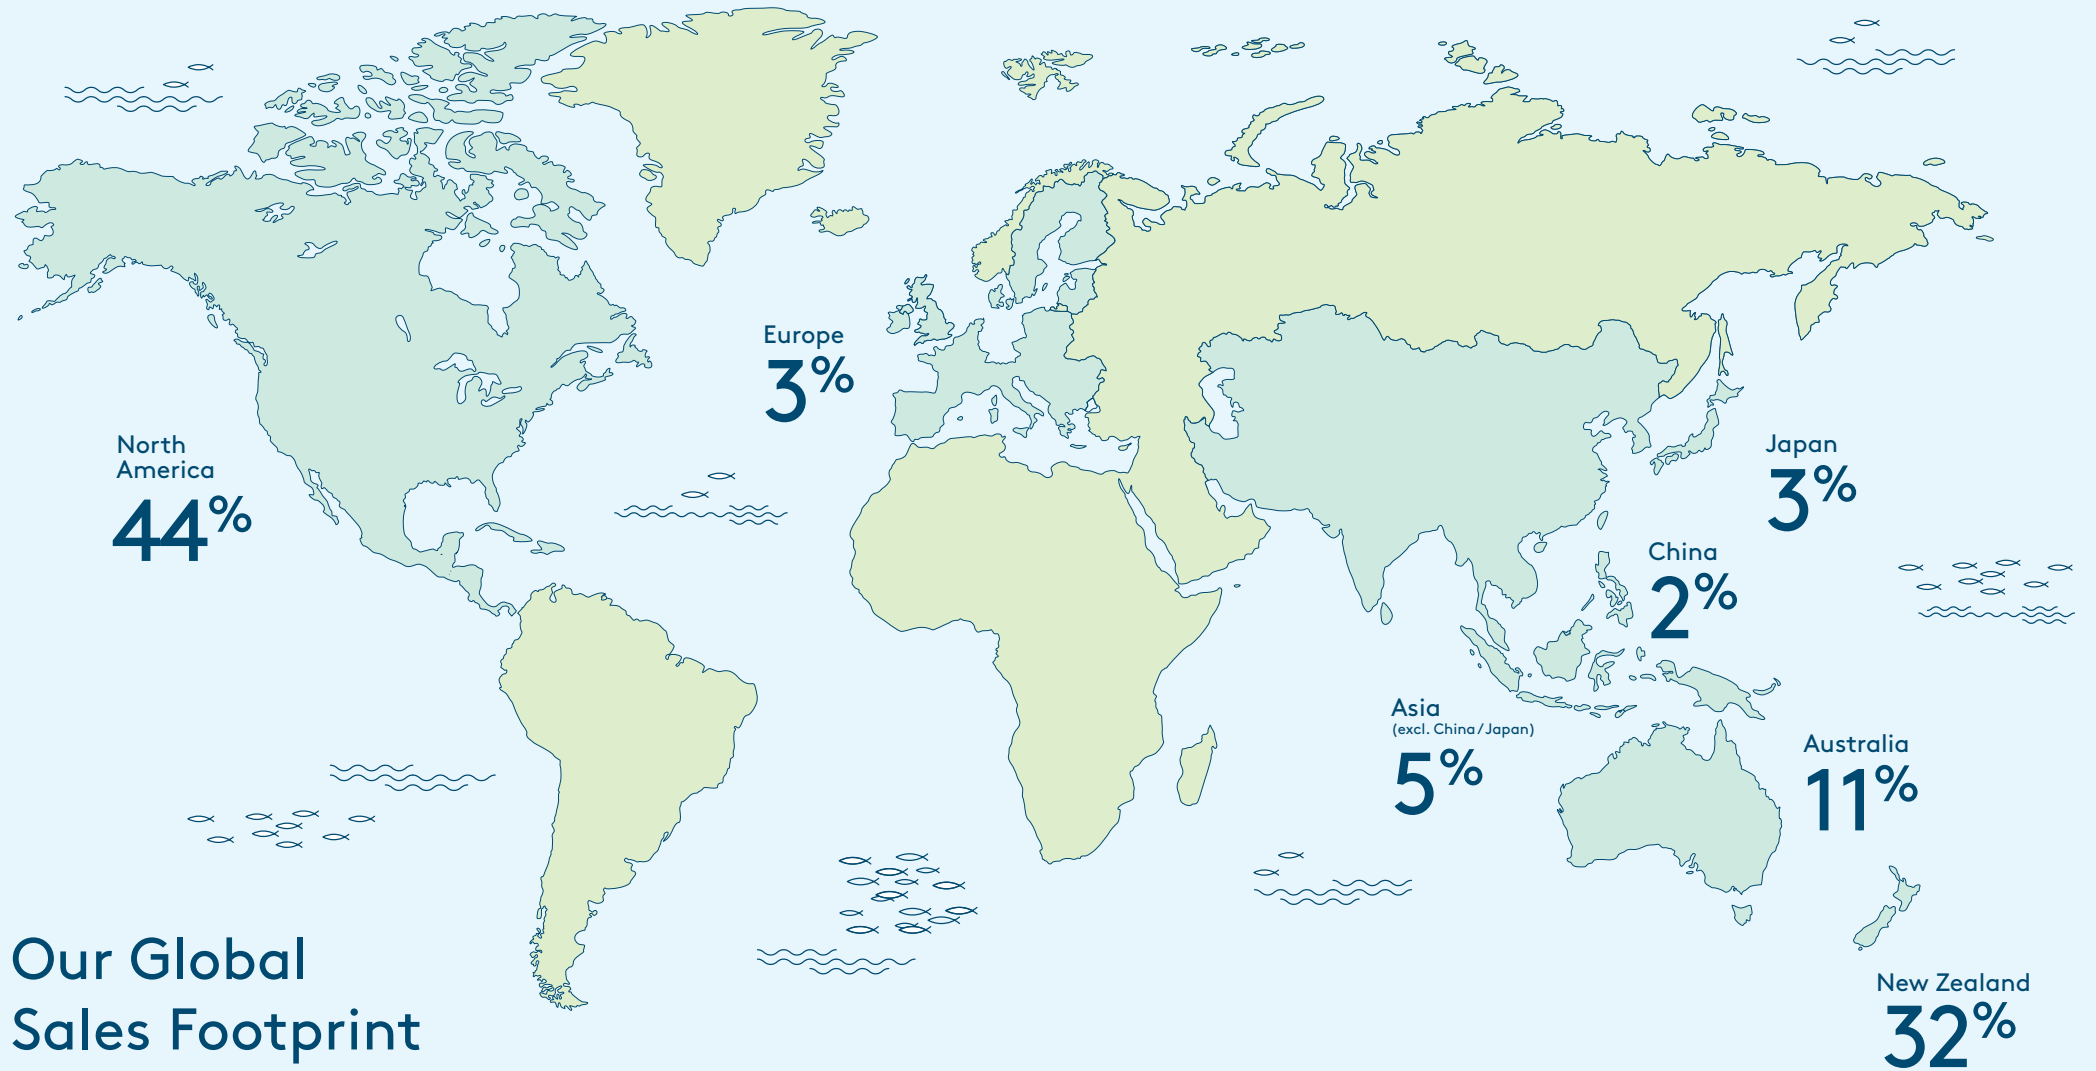 Europe
3%
North
America
44%
Japan
3%
China
2%
Asia
(excl. China/Japan)
5%
Australia
11%
Our Global
Sales Footprint
New Zealand
32%